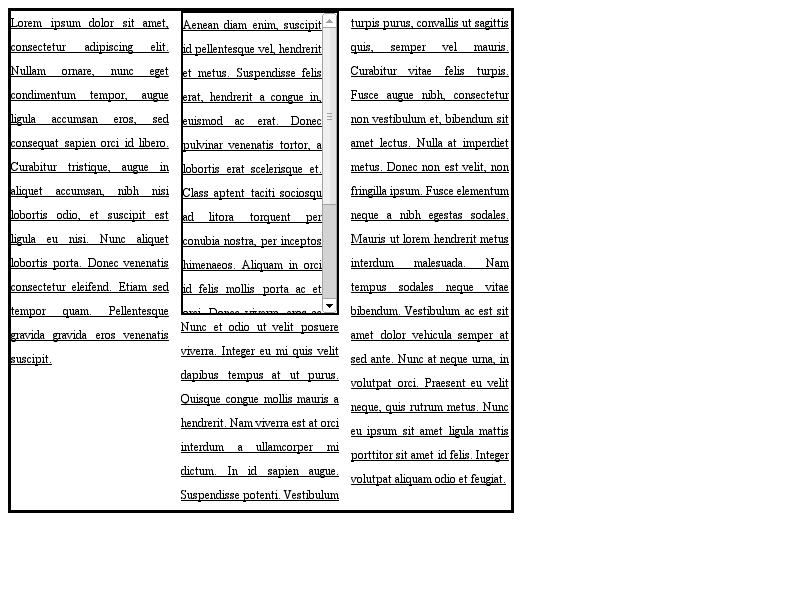 Lorem ipsum dolor sit amet,
consectetur adipiscing elit.
Nullam ornare, nunc eget
condimentum tempor, augue
ligula accumsan eros, sed
consequat sapien orci id libero.
Curabitur tristique, augue in
aliquet accumsan, nibh nisi
lobortis odio, et suscipit est
ligula eu nisi. Nunc aliquet
lobortis porta. Donec venenatis
consectetur eleifend. Etiam sed
tempor quam. Pellentesque
gravida gravida eros venenatis
suscipit.
Aenean diam enim, suscipit
id pellentesque vel, hendrerit
et metus. Suspendisse felis
erat, hendrerit a congue in,
euismod ac erat. Donec
pulvinar venenatis tortor, a
lobortis erat scelerisque et.
Class aptent taciti sociosqu
ad litora torquent per
conubia nostra, per inceptos
himenaeos. Aliquam in orci
id felis mollis porta ac et
orci. Donec viverra eros ac
Nunc et odio ut velit posuere
viverra. Integer eu mi quis velit
dapibus tempus at ut purus.
Quisque congue mollis mauris a
hendrerit. Nam viverra est at orci
interdum a ullamcorper mi
dictum. In id sapien augue.
Suspendisse potenti. Vestibulum
turpis purus, convallis ut sagittis
quis, semper vel mauris.
Curabitur vitae felis turpis.
Fusce augue nibh, consectetur
non vestibulum et, bibendum sit
amet lectus. Nulla at imperdiet
metus. Donec non est velit, non
fringilla ipsum. Fusce elementum
neque a nibh egestas sodales.
Mauris ut lorem hendrerit metus
interdum malesuada. Nam
tempus sodales neque vitae
bibendum. Vestibulum ac est sit
amet dolor vehicula semper at
sed ante. Nunc at neque urna, in
volutpat orci. Praesent eu velit
neque, quis rutrum metus. Nunc
eu ipsum sit amet ligula mattis
porttitor sit amet id felis. Integer
volutpat aliquam odio et feugiat.